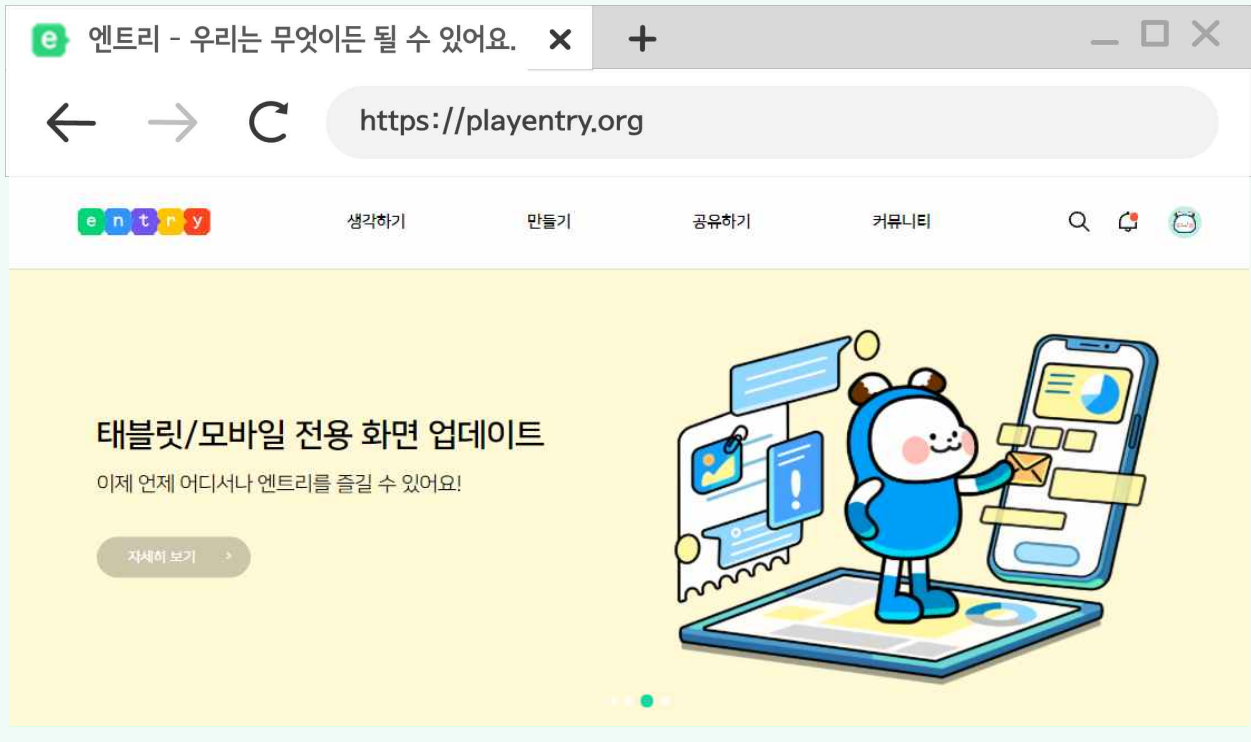 엔트리 - 우리는 무엇이든 될 수 있어요.
https://playentry.org
entry 생각하기 만들기 공유하기 커뮤니티
태블릿/모바일 전용 화면 업데이트
이제 언제 어디서나 엔트리를 즐길 수 있어요!
자세히 보기